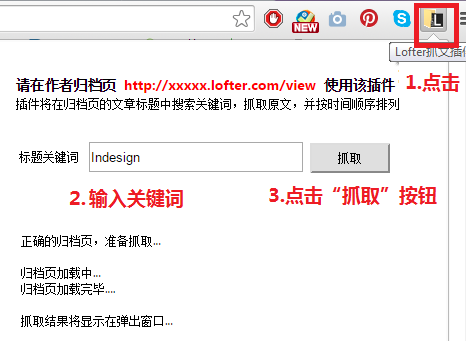 NEW
L
Lofter抓文插件
1.点击
请在作者归档页 http://xxxxx.lofter.com/view 使用该插件
插件将在归档页的文章标题中搜索关键词，抓取原文，并按时间顺序排列
标题关键词 Indesign 抓取
2.输入关键词
3.点击“抓取”按钮
正确的归档页，准备抓取...
归档页加载中...
归档页加载完毕....
抓取结果将显示在弹出窗口...